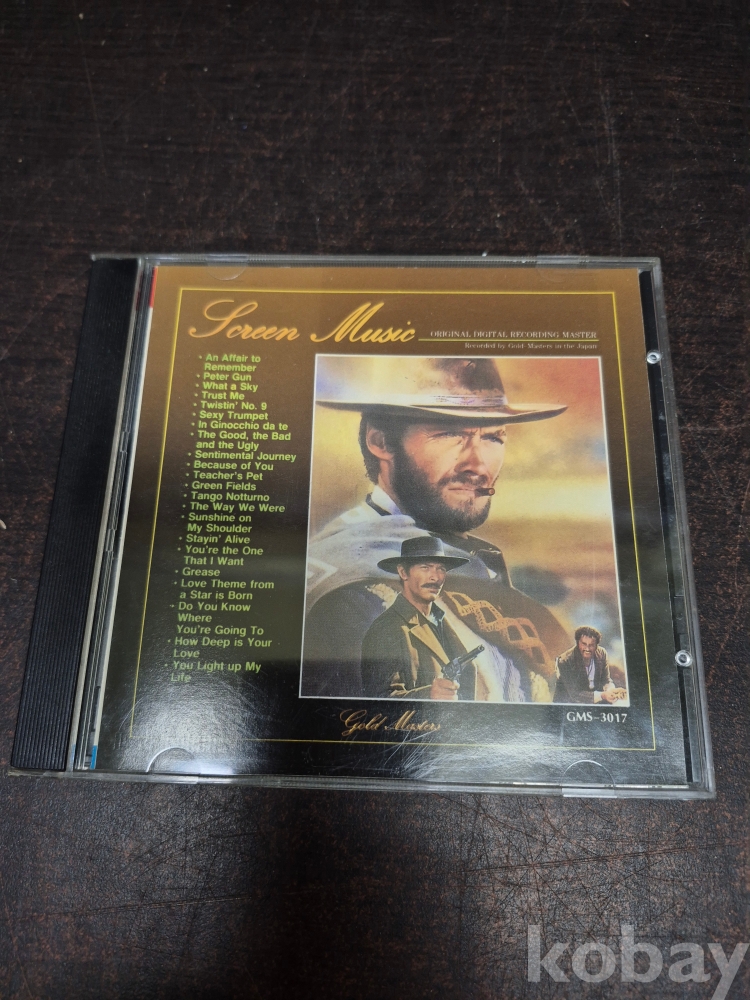 Screen Music
ORIGINAL DIGITAL RECORDING MASTER
Recorded by Gold Masters in the Japan
• An Affair to
Remember
• Peter Gun
• What a Sky
• Trust Me
• Twistin' No. 9
• Sexy Trumpet
• In Ginocchio da te
• The Good, the Bad
and the Ugly
• Sentimental Journey
• Because of You
• Teacher's Pet
• Green Fields
• Tango Notturno
• The Way We Were
• Sunshine on
My Shoulder
• Stayin' Alive
• You're the One
That I Want
• Grease
• Love Theme from
a Star is Born
• Do You Know
Where
You're Going To
• How Deep is Your
Love
• You Light up My
Life
Gold Masters
GMS-3017
kobay